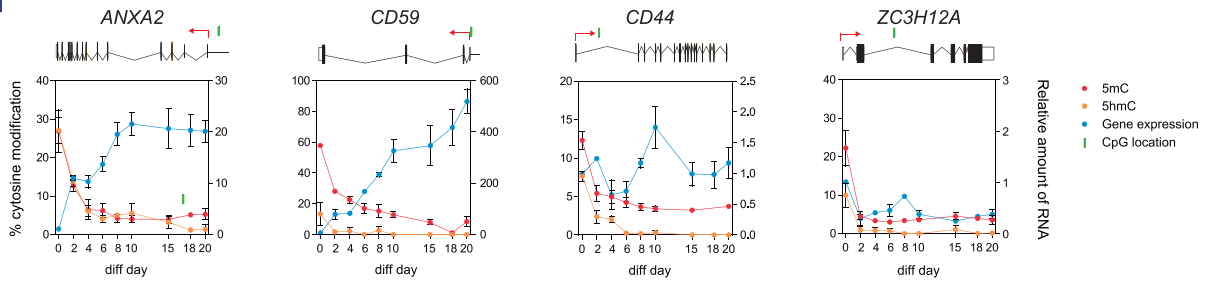 ANXA2
CD59
CD44
ZC3H12A
% cytosine modification
40
30
20
10
0
30
20
10
0
0 2 4 6 8 10 15 18 20
diff day
100
80
60
40
20
0
600
400
200
0
0 2 4 6 8 10 15 18 20
diff day
20
15
10
5
0
2.5
2.0
1.5
1.0
0.5
0.0
0 2 4 6 8 10 15 18 20
diff day
40
30
20
10
0
3
2
1
0
0 2 4 6 8 10 15 18 20
diff day
Relative amount of RNA
5mC
5hmC
Gene expression
CpG location